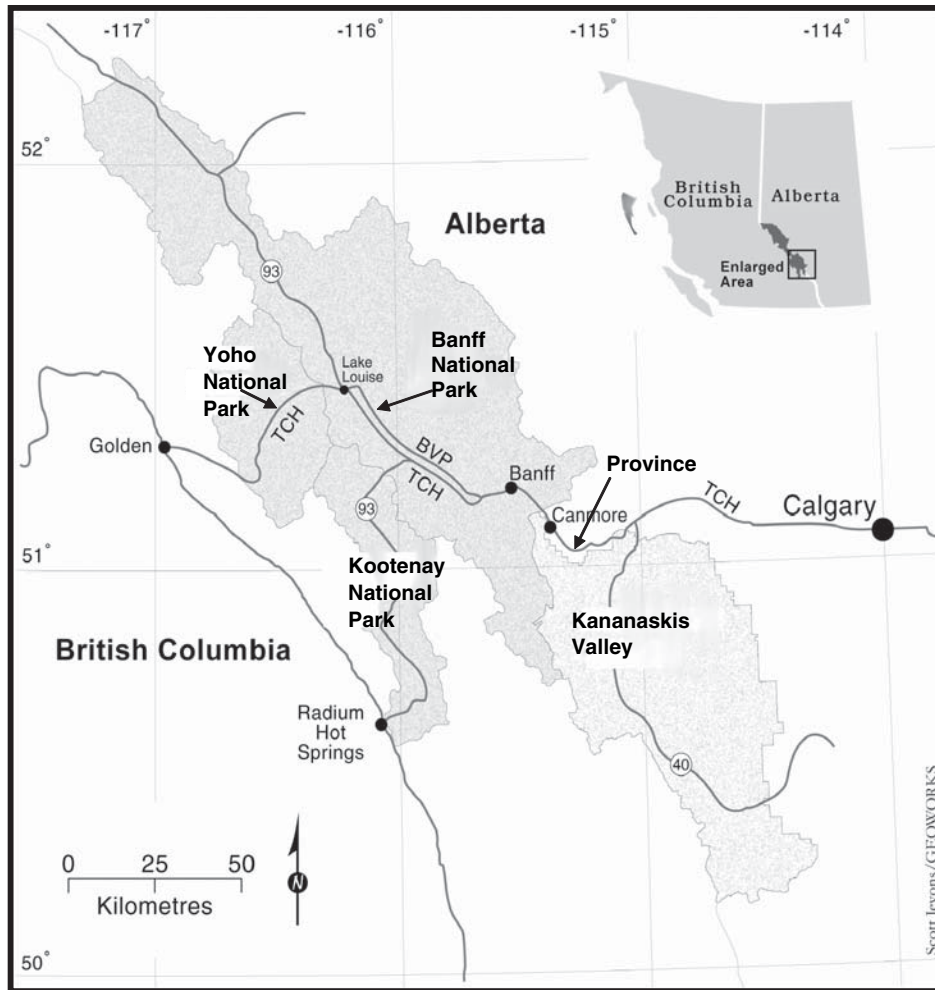 -117°
-116°
-115°
-114°
52°
British
Columbia
Alberta
Enlarged
Area
Alberta
93
Yoho
National
Park
Lake
Louise
Banff
National
Park
TCH
BVP
TCH
Golden
Banff
Province
TCH
Canmore
Calgary
93
51°
Kootenay
National
Park
Kananaskis
Valley
British Columbia
Radium
Hot
Springs
40
0 25 50
Kilometres
N
50°
Scott Jevons/GEOWORKS